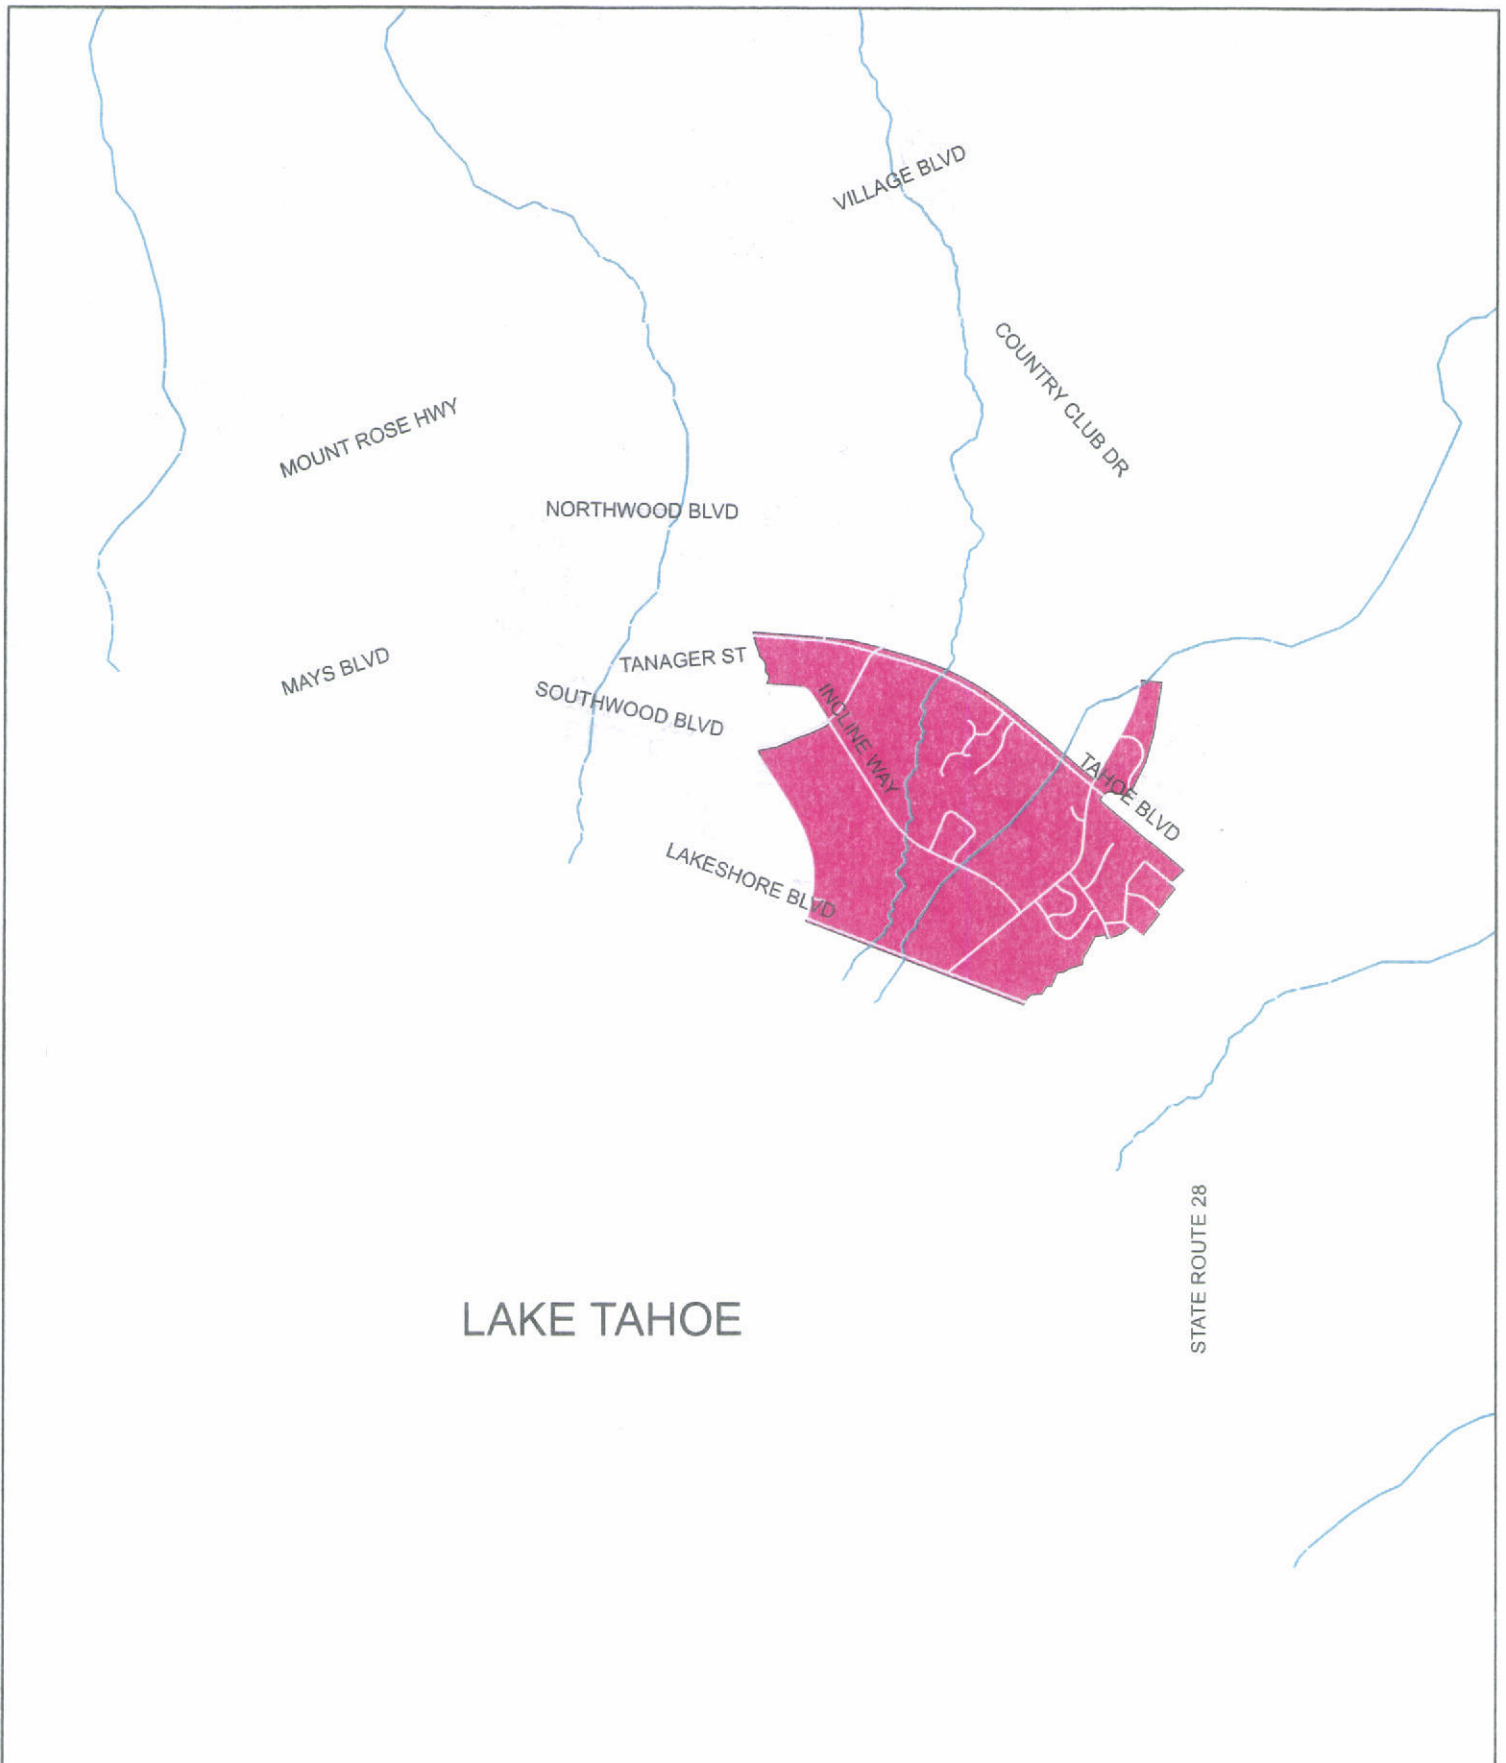 VILLAGE BLVD
COUNTRY CLUB DR
MOUNT ROSE HWY
NORTHWOOD BLVD
TANAGER ST
MAYS BLVD
SOUTHWOOD BLVD
INCLINE WAY
TAHOE BLVD
LAKESHORE BLVD
STATE ROUTE 28
LAKE TAHOE